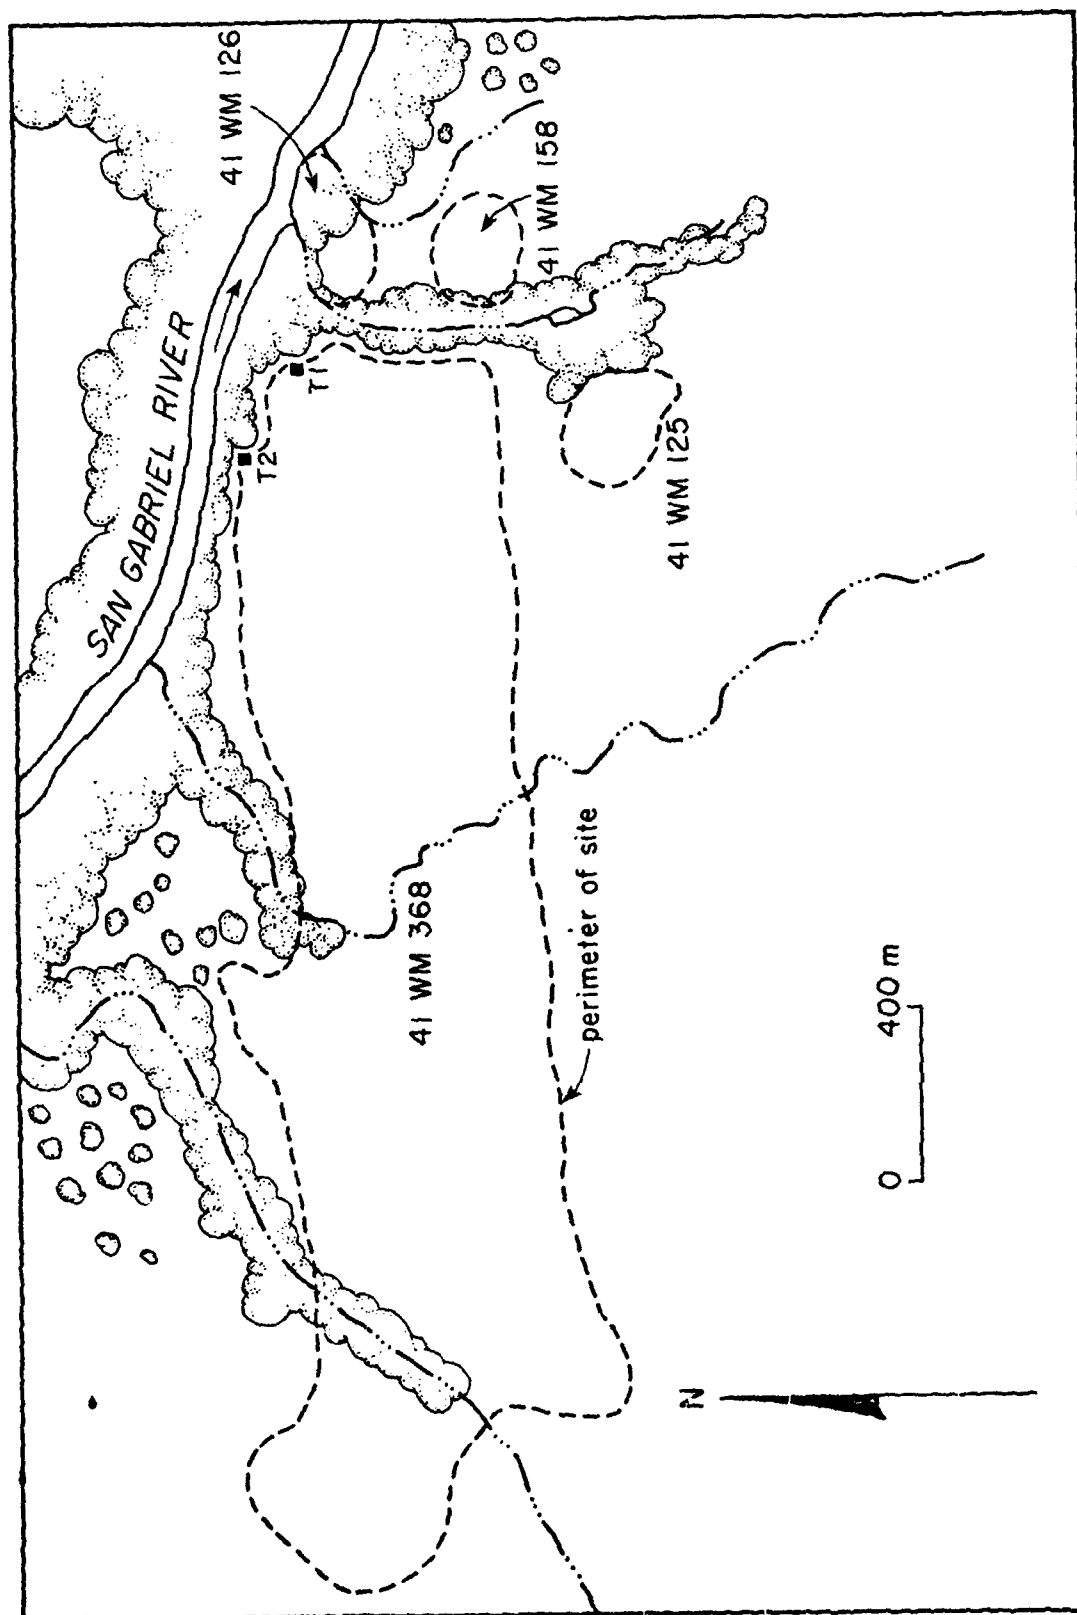 SAN GABRIEL RIVER
41 WM 126
41 WM 158
T1
T2
41 WM 125
41 WM 368
perimeter of site
N
0 400 m